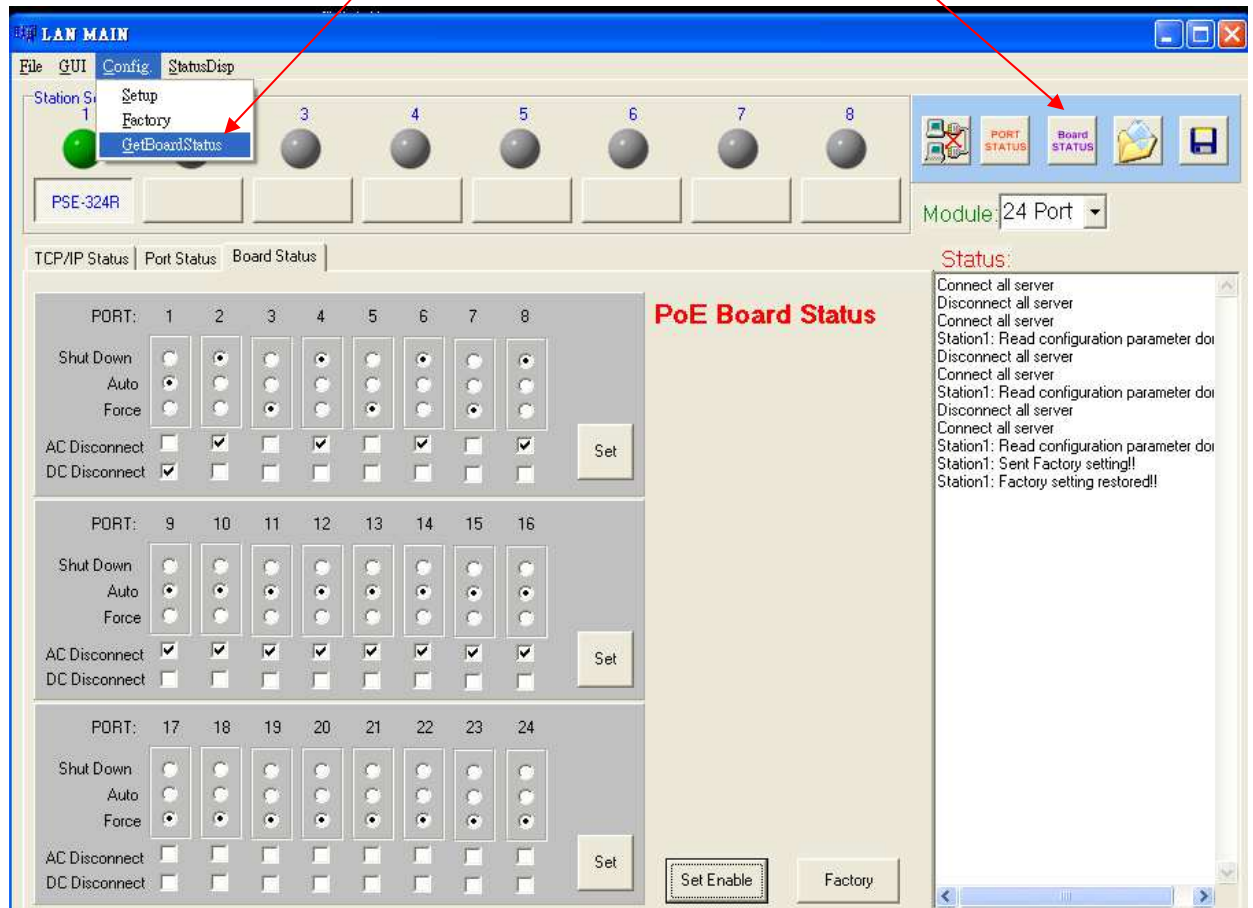 LAN MAIN
File GUI Config. StatusDisp
Setup
Factory
GetBoardStatus
Station
1 3 4 5 6 7 8
PSE-324R
PORT STATUS
Board STATUS
Module: 24 Port
TCP/IP Status Port Status Board Status
Status:
Connect all server
Disconnect all server
Connect all server
Station1: Read configuration parameter
Disconnect all server
Connect all server
Station1: Read configuration parameter
Disconnect all server
Connect all server
Station1: Read configuration parameter
Station1: Sent Factory setting!!
Station1: Factory setting restored!!
PoE Board Status
PORT: 1 2 3 4 5 6 7 8
Shut Down
Auto
Force
AC Disconnect
DC Disconnect
Set
PORT: 9 10 11 12 13 14 15 16
Shut Down
Auto
Force
AC Disconnect
DC Disconnect
Set
PORT: 17 18 19 20 21 22 23 24
Shut Down
Auto
Force
AC Disconnect
DC Disconnect
Set
Set Enable
Factory